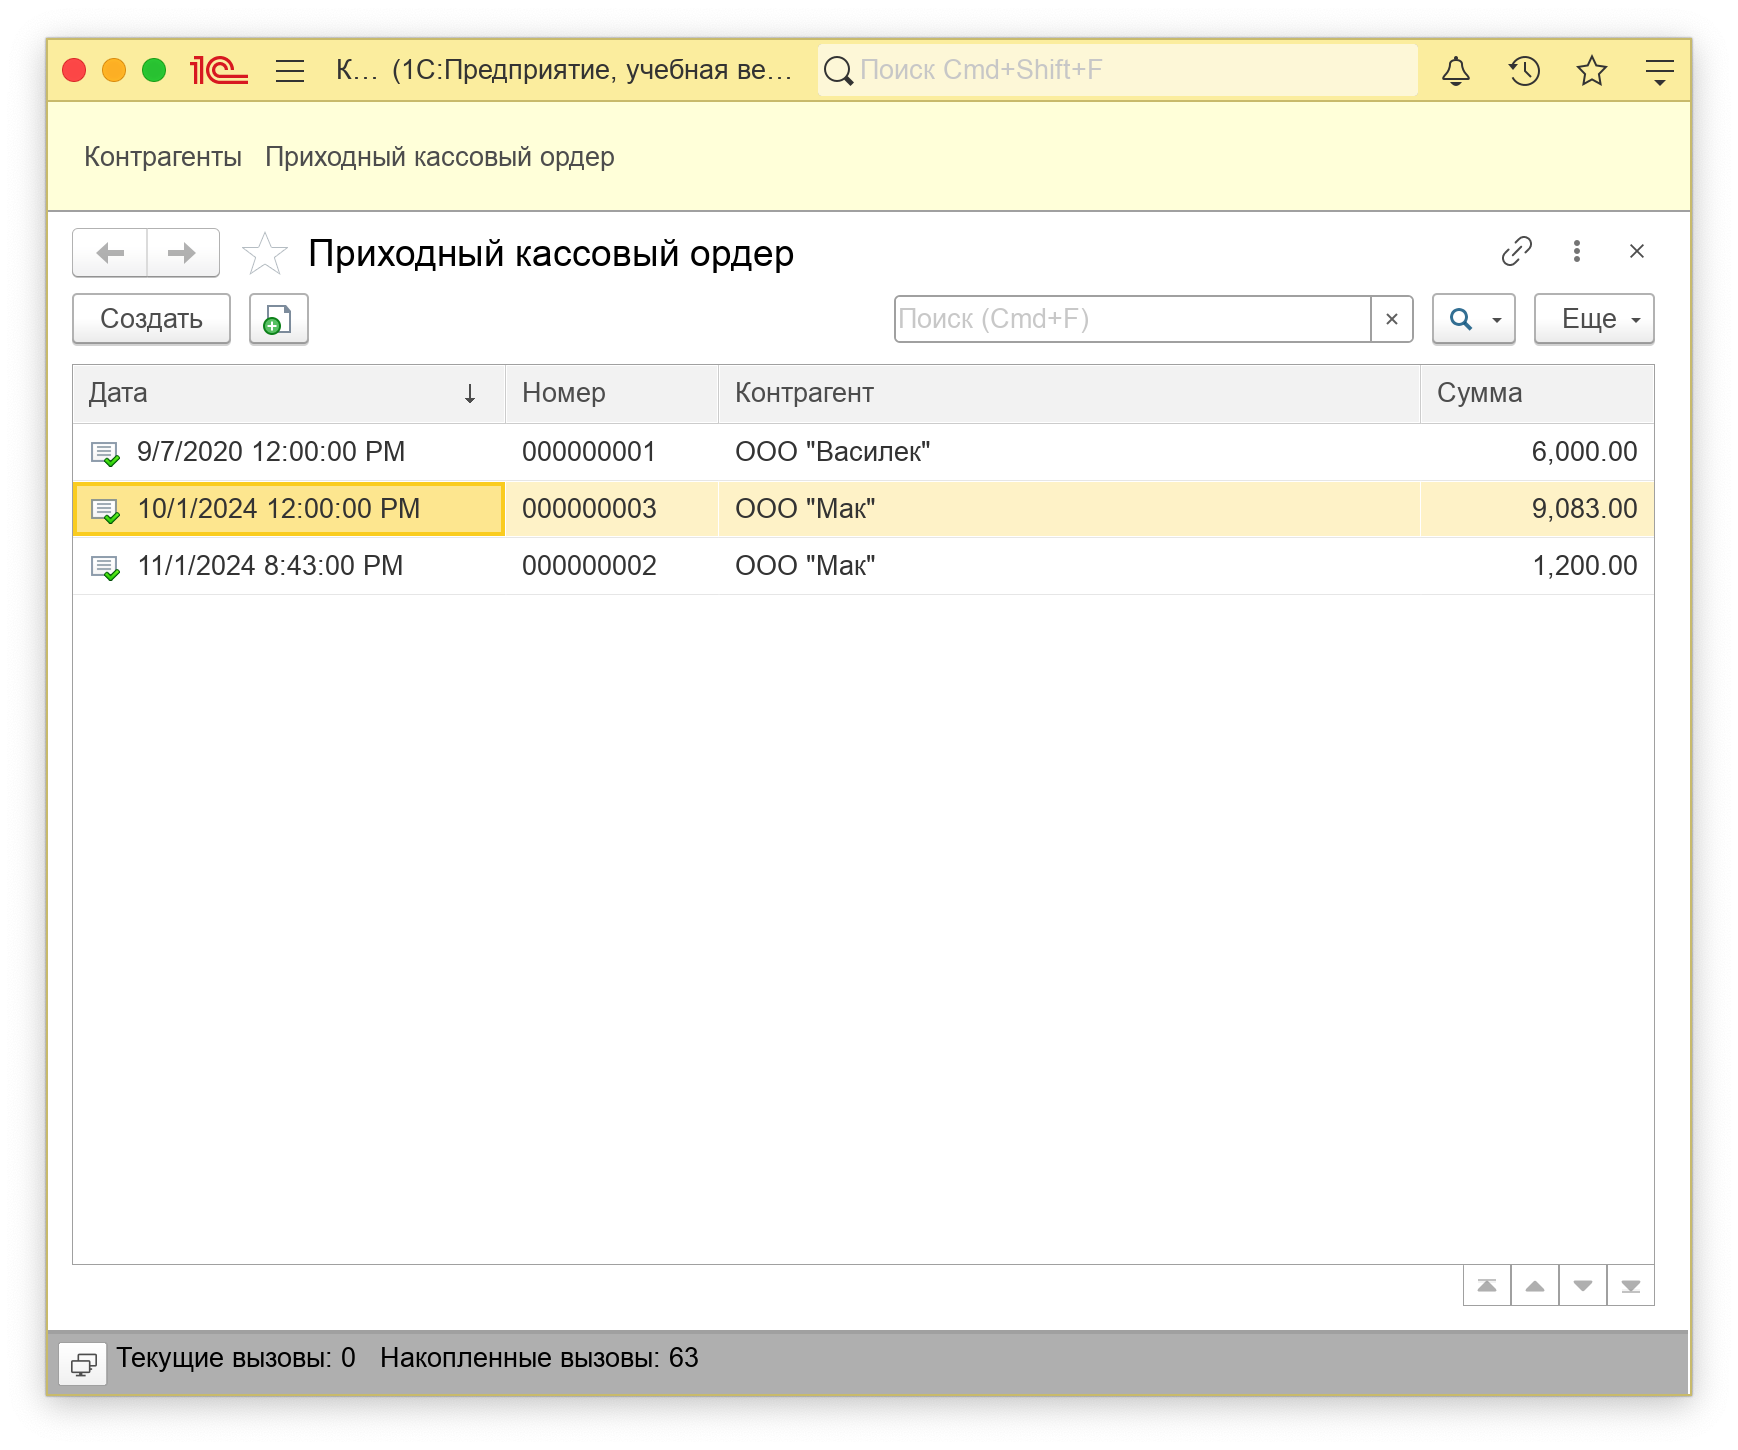 1С К... (1С:Предприятие, учебная ве... Поиск Cmd+Shift+F
Контрагенты Приходный кассовый ордер
Приходный кассовый ордер
Создать Поиск (Cmd+F) × Еще
Дата ↓ Номер Контрагент Сумма
9/7/2020 12:00:00 PM 000000001 ООО "Василек" 6,000.00
10/1/2024 12:00:00 PM 000000003 ООО "Мак" 9,083.00
11/1/2024 8:43:00 PM 000000002 ООО "Мак" 1,200.00
Текущие вызовы: 0 Накопленные вызовы: 63